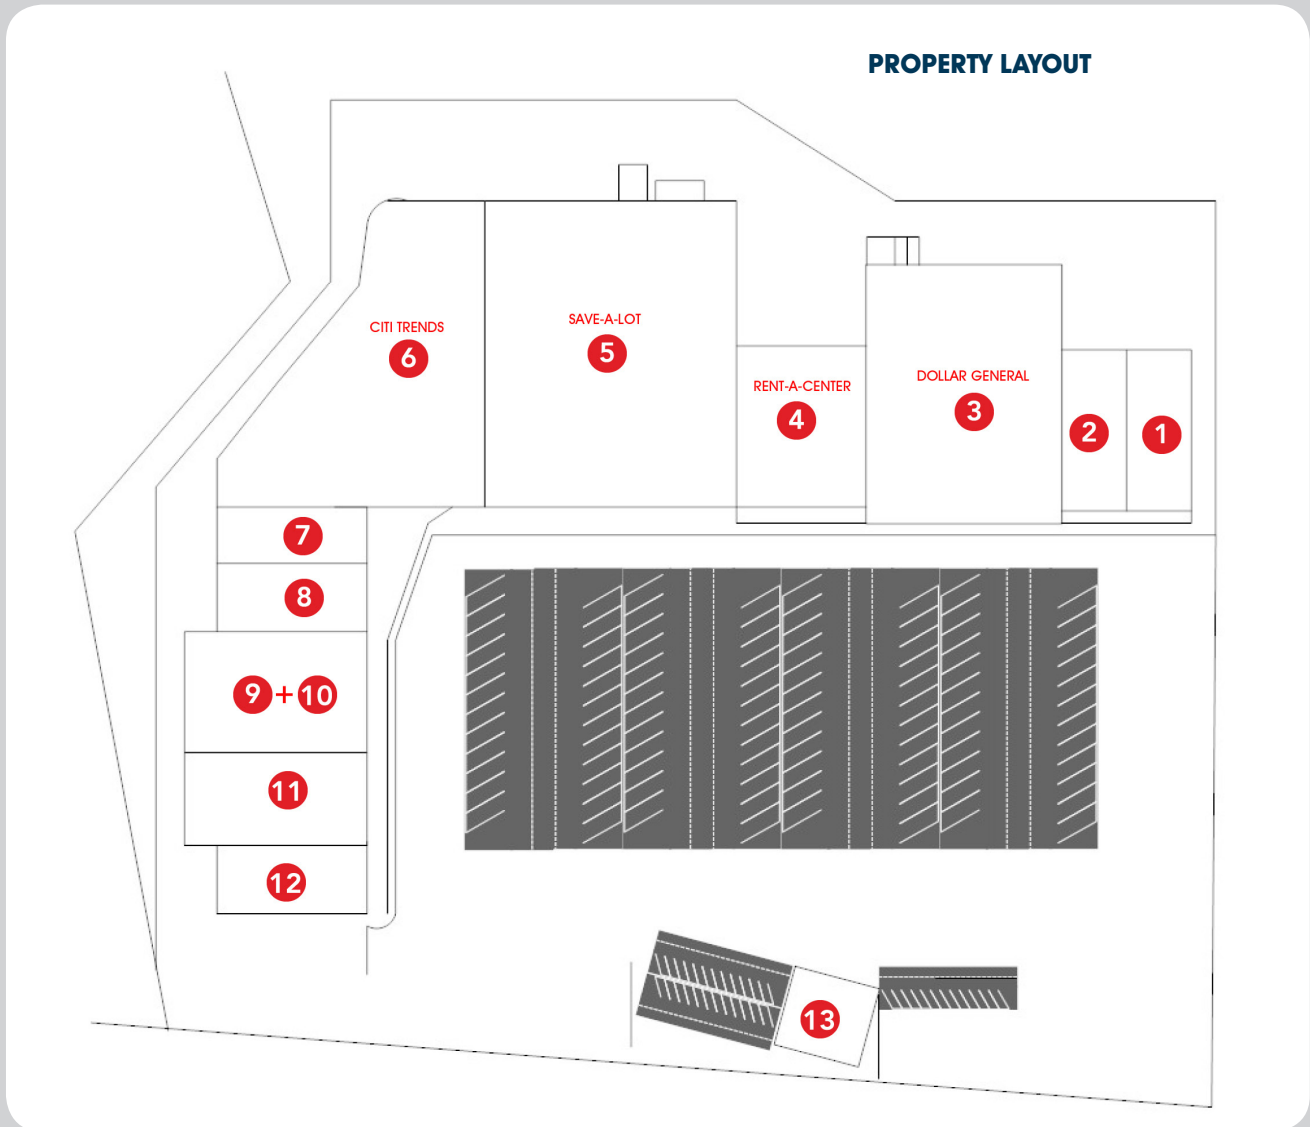 PROPERTY LAYOUT
CITI TRENDS
6
SAVE-A-LOT
5
RENT-A-CENTER
4
DOLLAR GENERAL
3
2
1
7
8
9+10
11
12
13